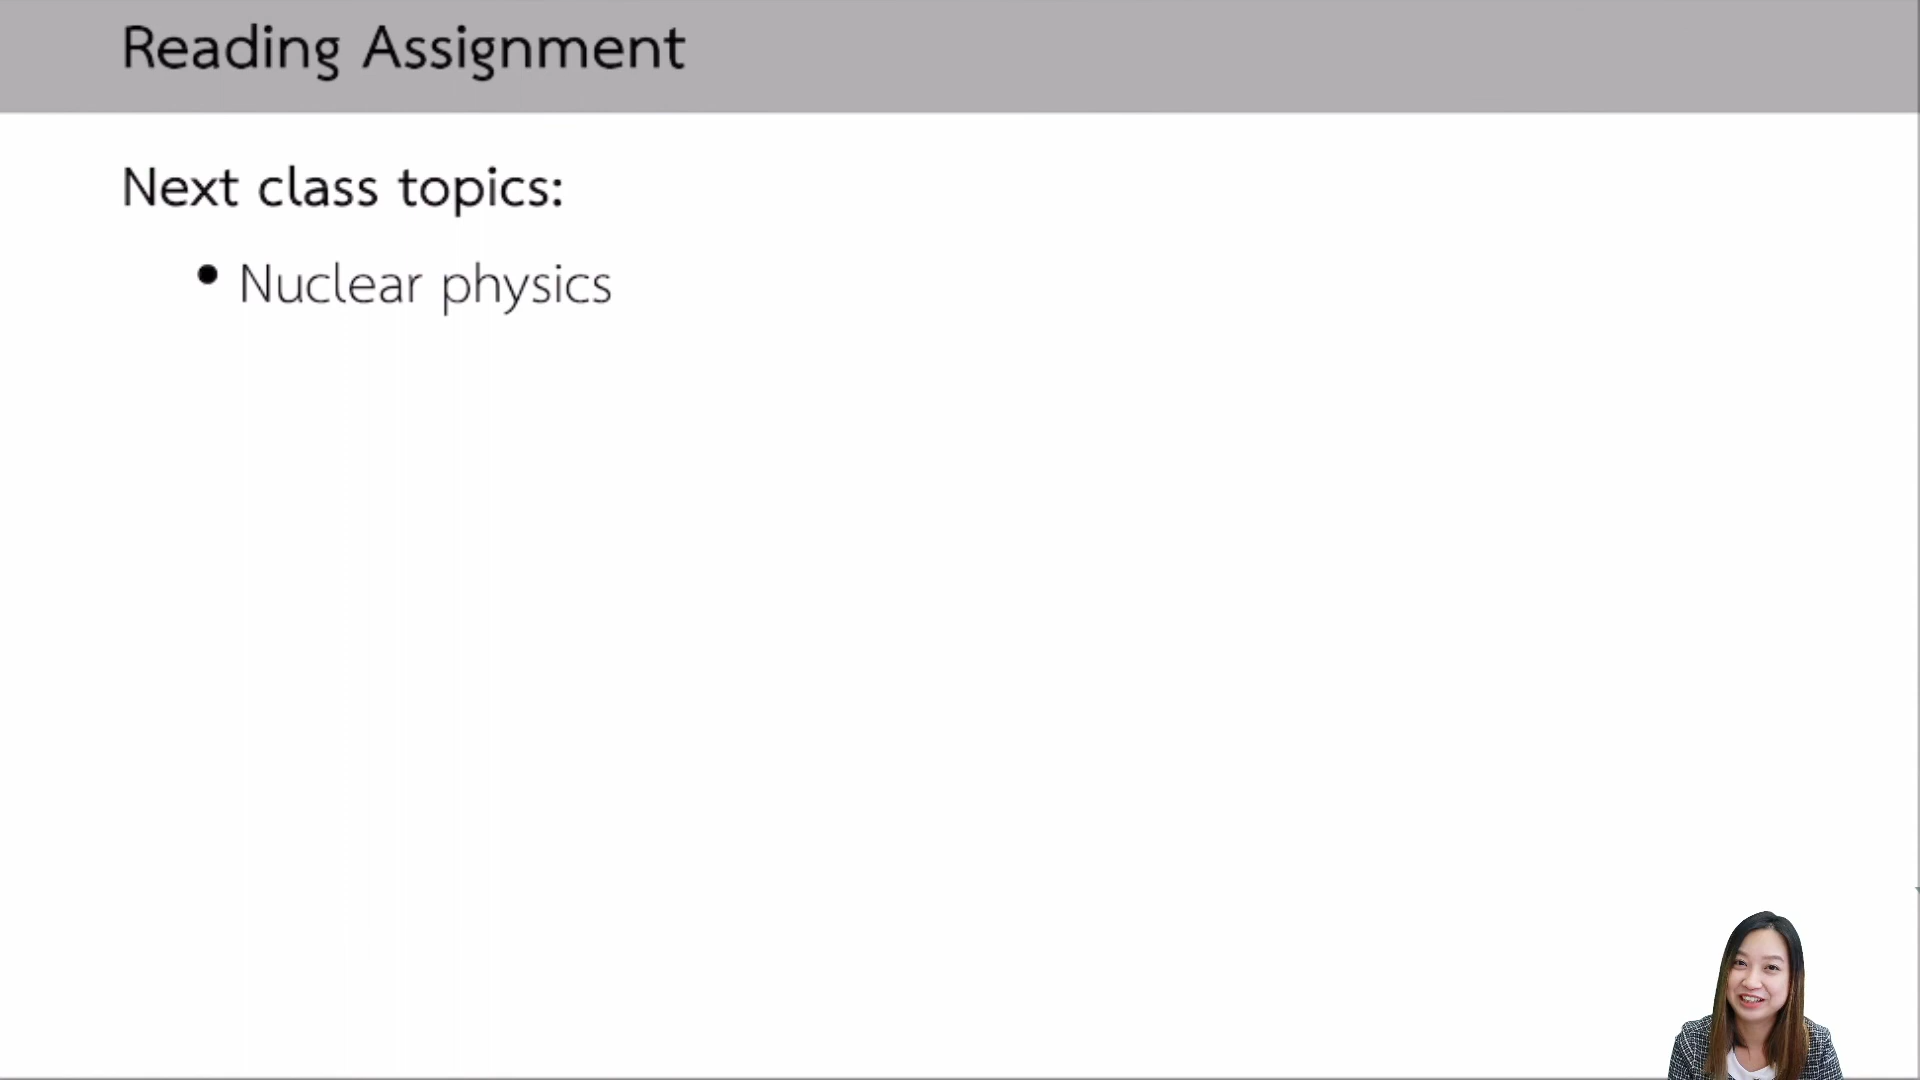 Reading Assignment
Next class topics:
• Nuclear physics